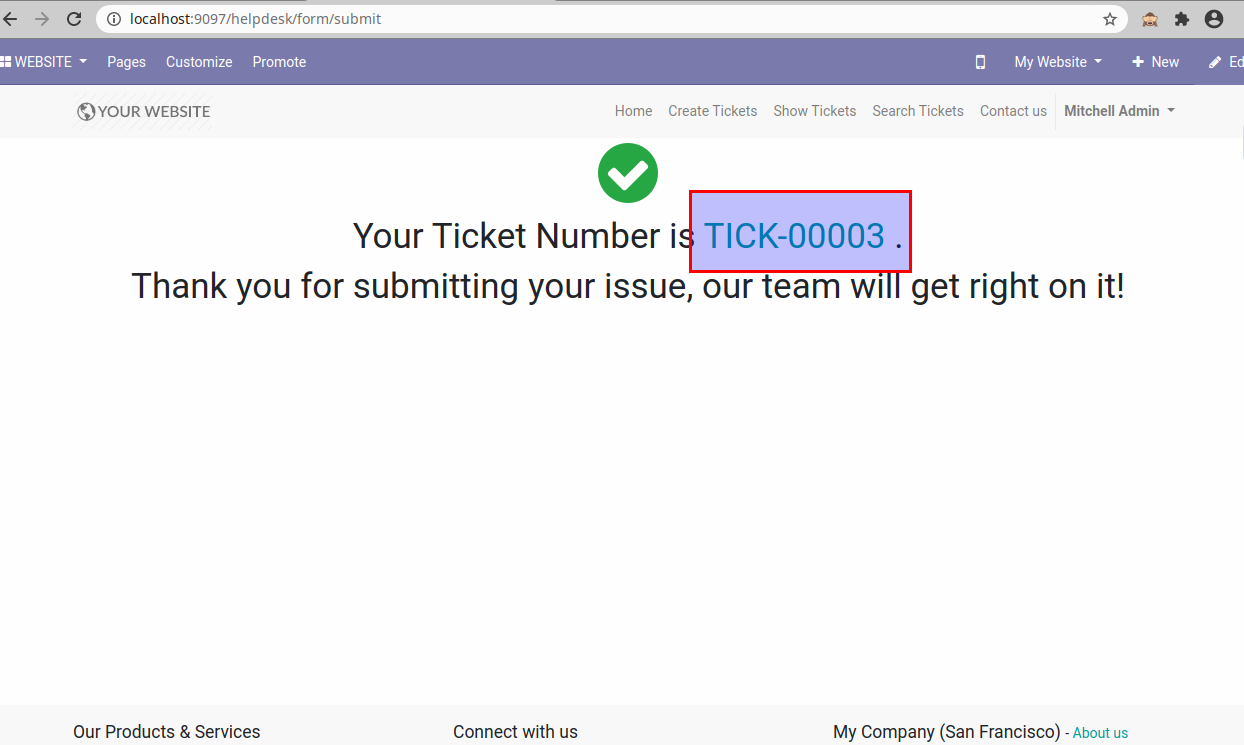 localhost:9097/helpdesk/form/submit
WEBSITE Pages Customize Promote My Website New Ed
YOUR WEBSITE Home Create Tickets Show Tickets Search Tickets Contact us Mitchell Admin
Your Ticket Number is TICK-00003 .
Thank you for submitting your issue, our team will get right on it!
Our Products & Services Connect with us My Company (San Francisco) - About us